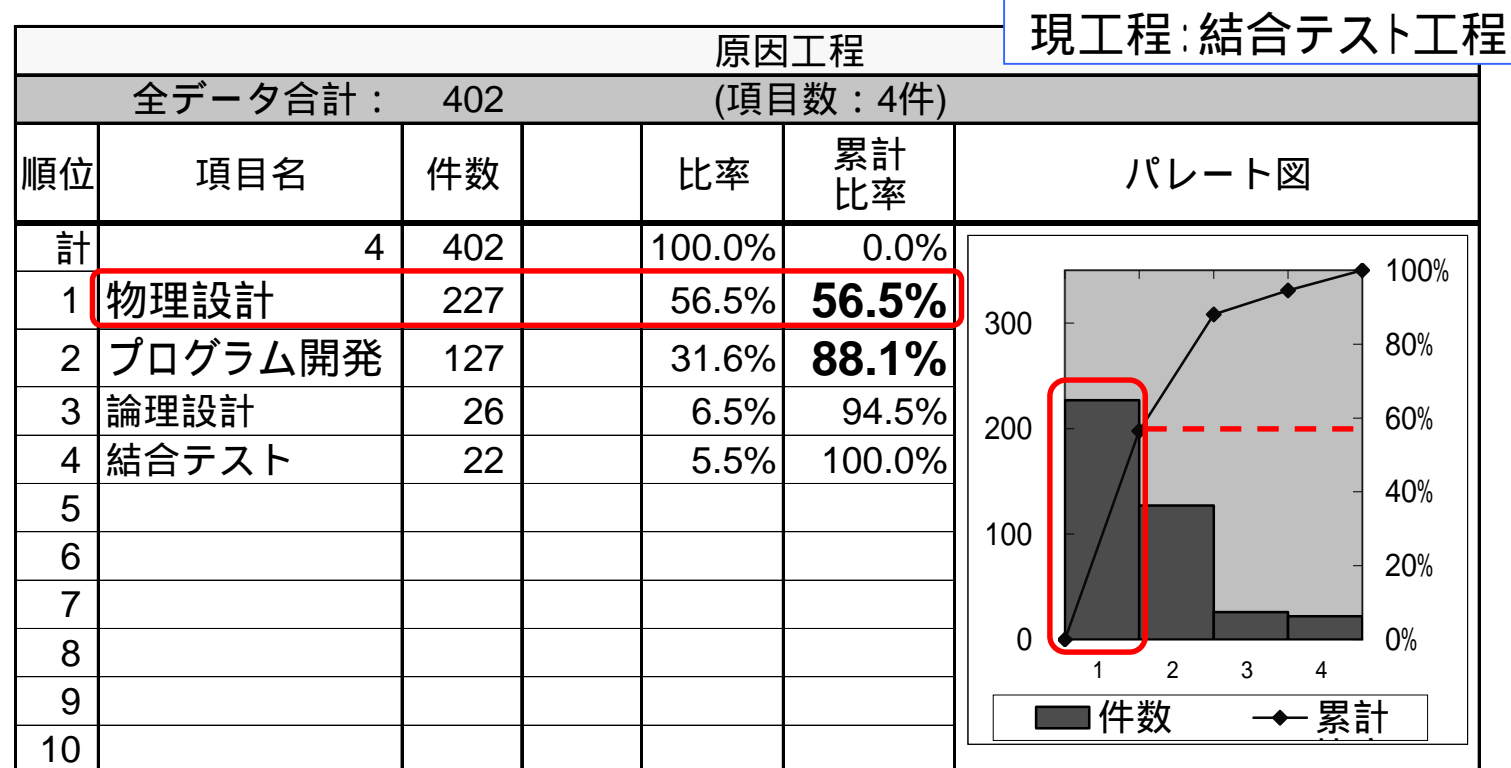 現工程:結合テスト工程
原因工程
全データ合計: 402 (項目数:4件)
順位 項目名 件数 比率 累計比率 パレート図
計 4 402 100.0% 0.0%
1 物理設計 227 56.5% 56.5%
2 プログラム開発 127 31.6% 88.1%
3 論理設計 26 6.5% 94.5%
4 結合テスト 22 5.5% 100.0%
5
6
7
8
9
10
300
200
100
0
100%
80%
60%
40%
20%
0%
1 2 3 4
件数 累計